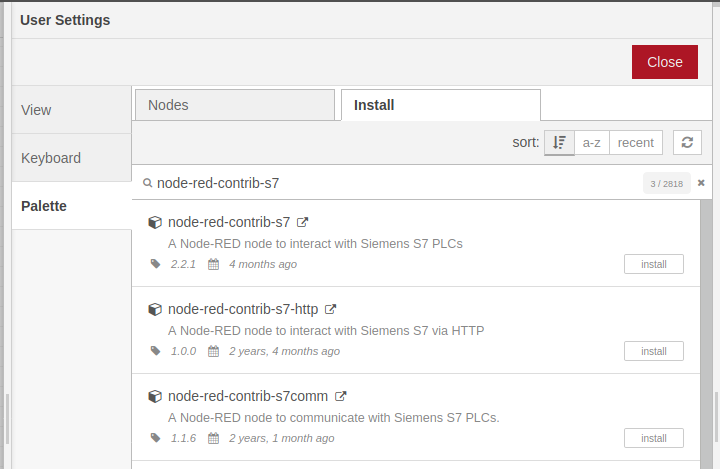 User Settings
Close
View
Keyboard
Palette
Nodes
Install
sort: a-z recent
node-red-contrib-s7 3 / 2818
node-red-contrib-s7
A Node-RED node to interact with Siemens S7 PLCs
2.2.1 4 months ago install
node-red-contrib-s7-http
A Node-RED node to interact with Siemens S7 via HTTP
1.0.0 2 years, 4 months ago install
node-red-contrib-s7comm
A Node-RED node to communicate with Siemens S7 PLCs.
1.1.6 2 years, 1 month ago install